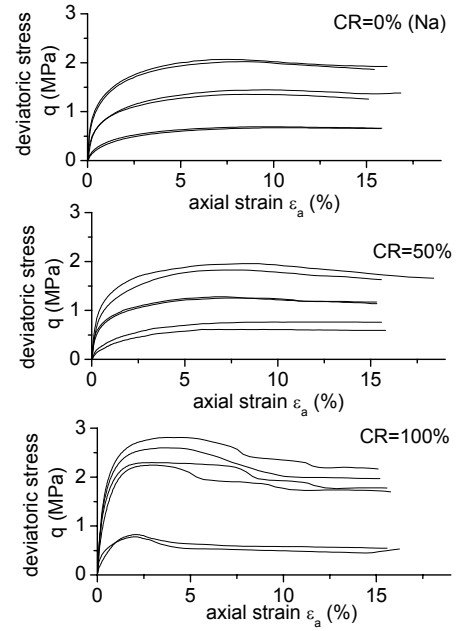 CR=0% (Na)
deviatoric stress
q (MPa)
3
2
1
0
0 5 10 15
axial strain εa (%)
CR=50%
deviatoric stress
q (MPa)
3
2
1
0
0 5 10 15
axial strain εa (%)
CR=100%
deviatoric stress
q (MPa)
3
2
1
0
0 5 10 15
axial strain εa (%)